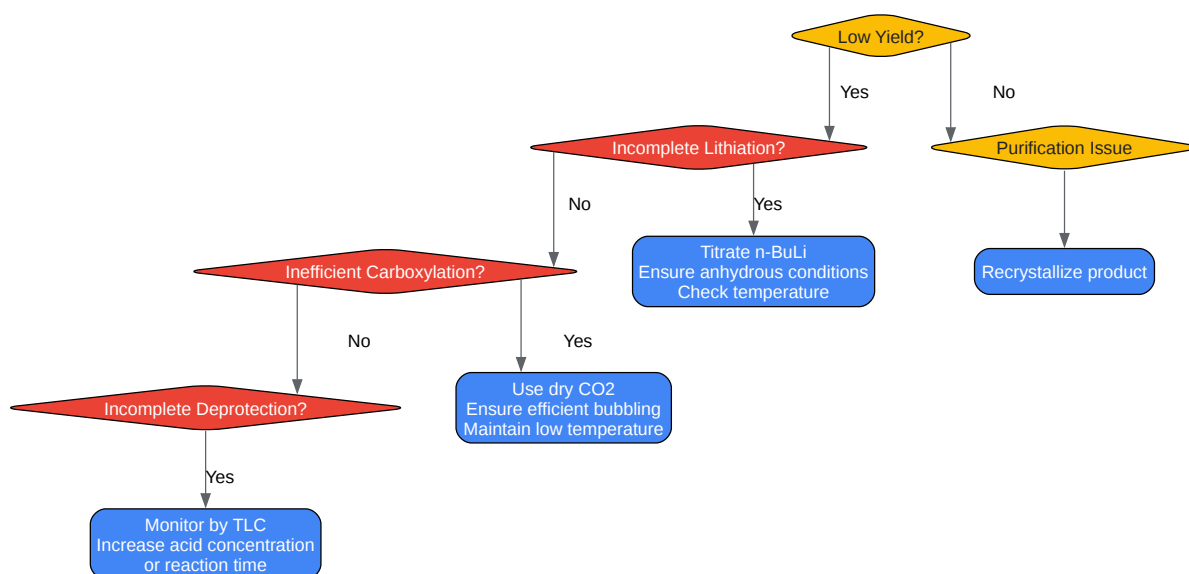 Low Yield?
Yes
No
Incomplete Lithiation?
Purification Issue
No
Yes
Titrate n-BuLi
Ensure anhydrous conditions
Check temperature
Recrystallize product
Inefficient Carboxylation?
No
Yes
Use dry CO2
Ensure efficient bubbling
Maintain low temperature
Incomplete Deprotection?
Yes
Monitor by TLC
Increase acid concentration
or reaction time